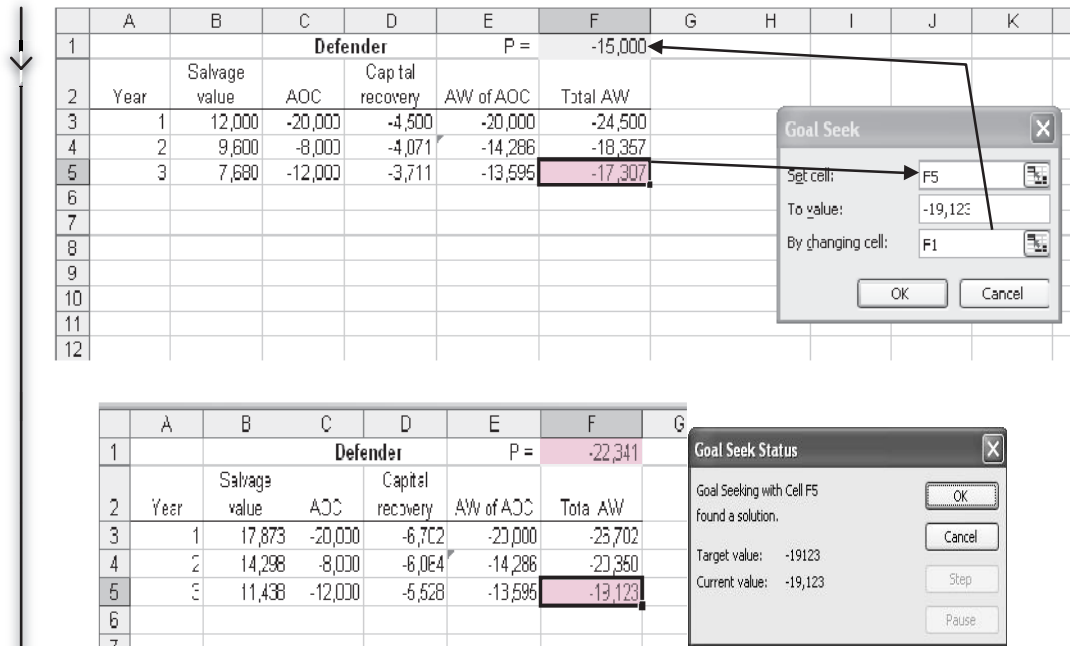 A B C D E F G H I J K
1 Defender P = -15,000
Salvage Capital
2 Year value AOC recovery AW of AOC Total AW
3 1 12,000 -20,000 -4,500 -20,000 -24,500
4 2 9,600 -8,000 -4,071 -14,286 -18,357
5 3 7,680 -12,000 -3,711 -13,595 -17,307
6
7
8
9
10
11
12
Goal Seek
Set cell: F5
To value: -19,123
By changing cell: F1
OK Cancel
A B C D E F G
1 Defender P = -22,341
Salvage Capital
2 Year value AOC recovery AW of AOC Total AW
3 1 17,873 -20,000 -6,702 -20,000 -26,702
4 2 14,298 -8,000 -6,064 -14,286 -20,350
5 3 11,438 -12,000 -5,528 -13,595 -19,123
6
7
Goal Seek Status
Goal Seeking with Cell F5
found a solution.
Target value: -19123
Current value: -19,123
OK
Cancel
Step
Pause